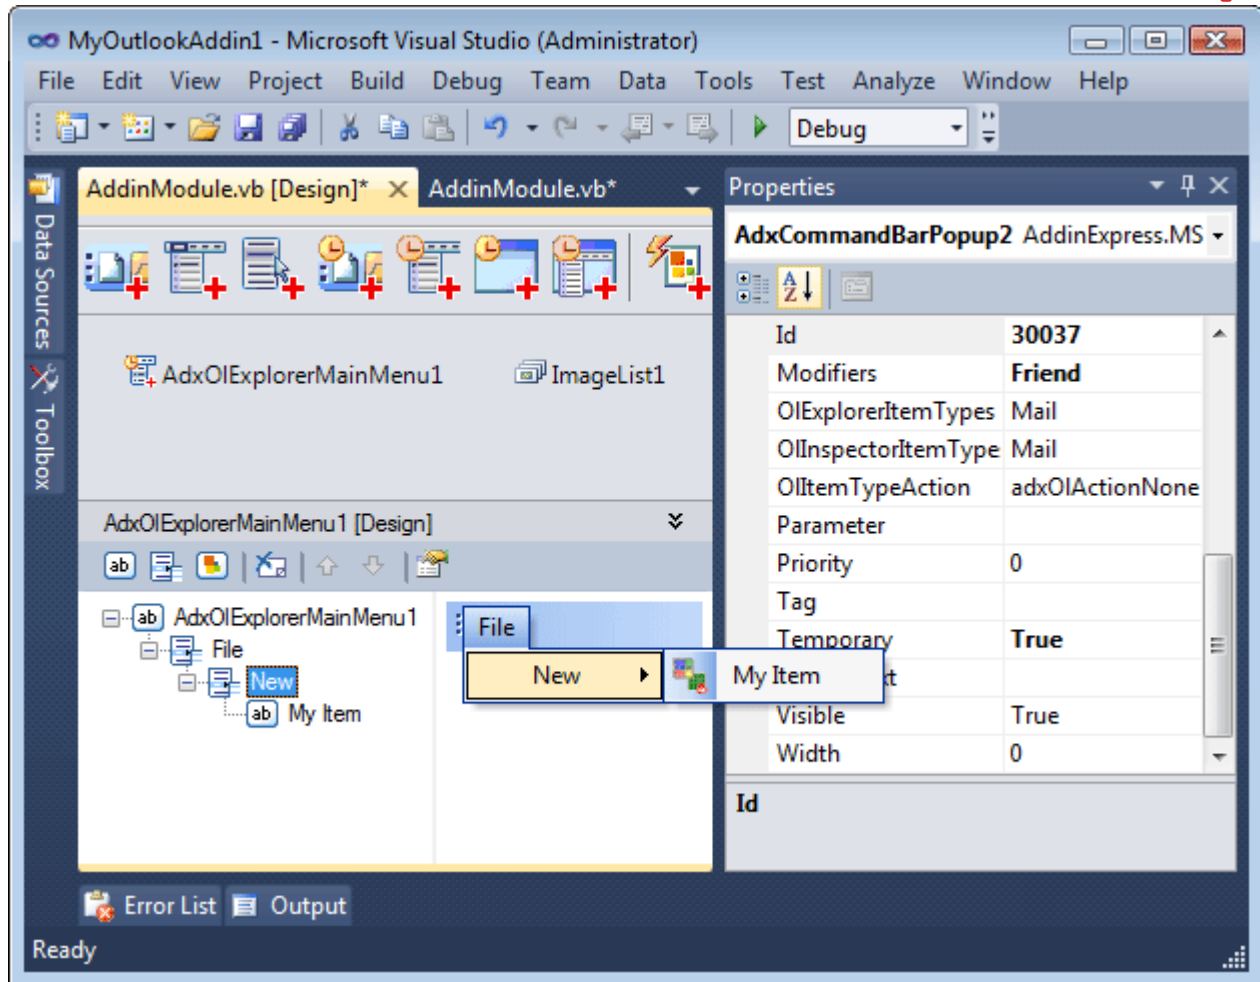 MyOutlookAddin1 - Microsoft Visual Studio (Administrator)
File Edit View Project Build Debug Team Data Tools Test Analyze Window Help
Debug
Data Sources
Toolbox
AddinModule.vb [Design]* AddinModule.vb*
AdxOlExplorerMainMenu1 ImageList1
AdxOlExplorerMainMenu1 [Design]
ab
ab AdxOlExplorerMainMenu1
File
New
ab My Item
File
New
My Item
Properties
AdxCommandBarPopup2 AddinExpress.MS
A
Z
Id 30037
Modifiers Friend
OlExplorerItemTypes Mail
OlInspectorItemType Mail
OlItemTypeAction adxOlActionNone
Parameter
Priority 0
Tag
Temporary True
Visible True
Width 0
Id
Error List Output
Ready